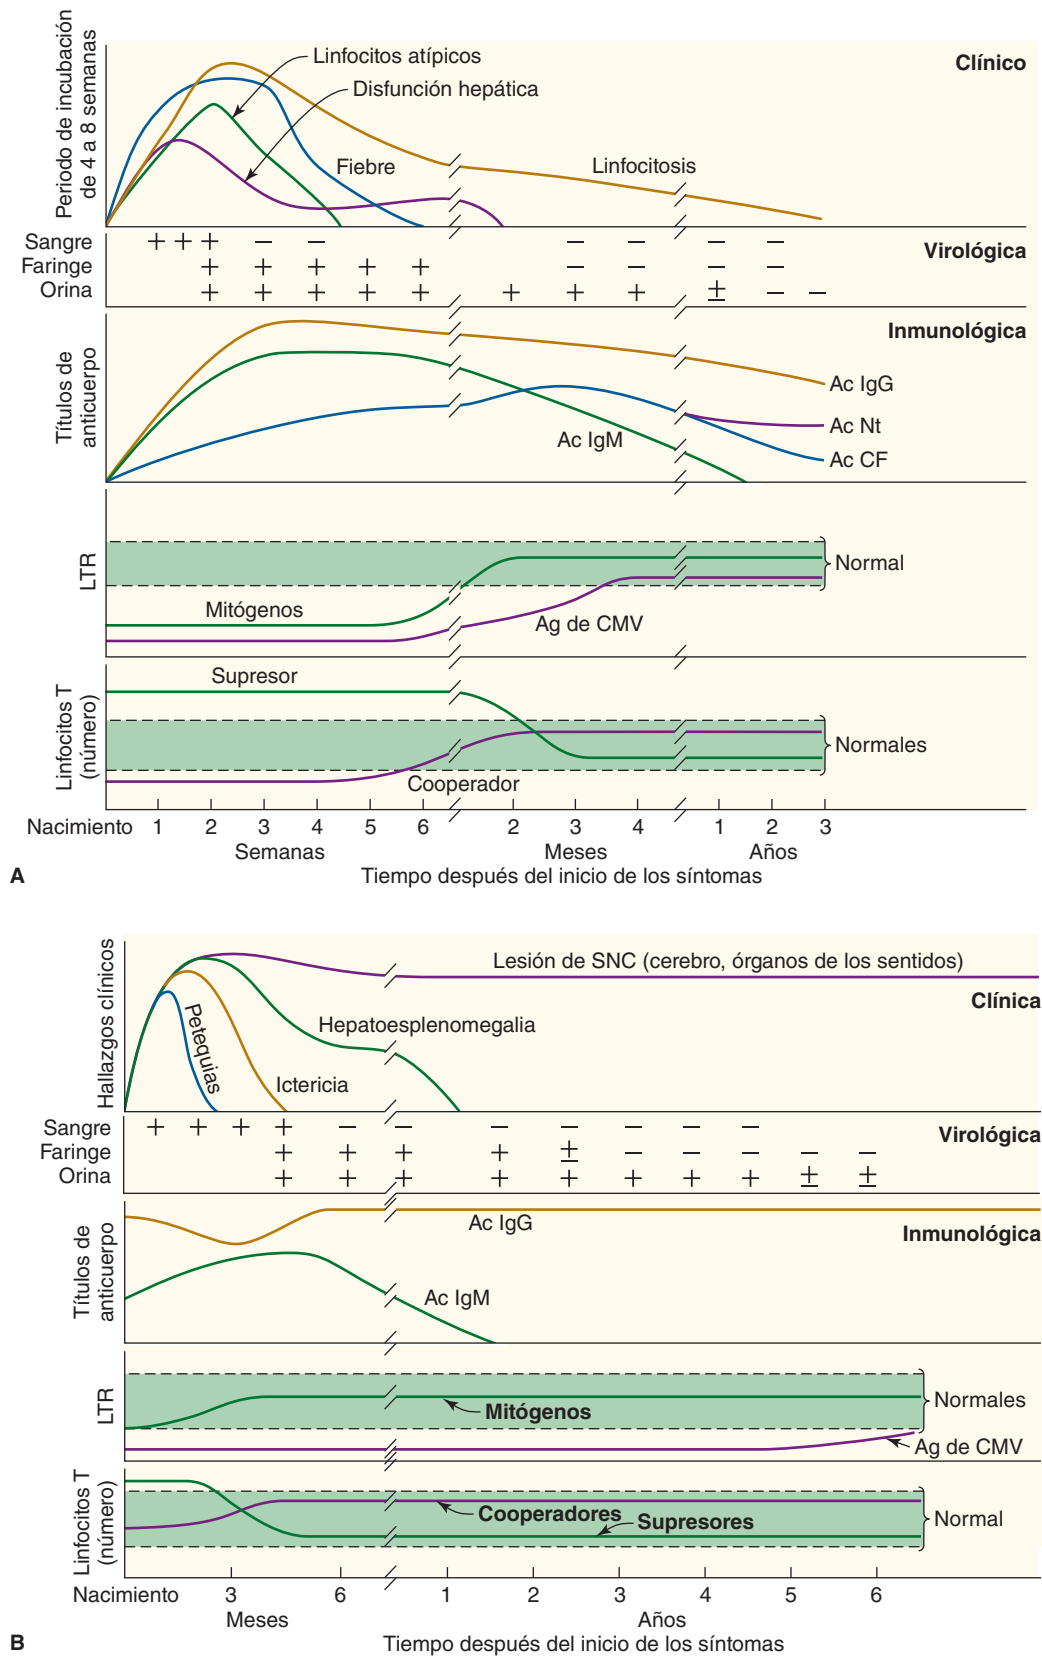 Periodo de incubación
de 4 a 8 semanas
Linfocitos atípicos
Disfunción hepática
Clínico
Fiebre
Linfocitosis
Sangre + + + − − − − − −
Virológica
Faringe + + + + + − − − −
Orina + + + + + + + + ± − −
Inmunológica
Títulos de
anticuerpo
Ac IgG
Ac Nt
Ac IgM
Ac CF
LTR
Normal
Mitógenos
Ag de CMV
Linfocitos T
(número)
Supresor
Normales
Cooperador
Nacimiento 1 2 3 4 5 6 2 3 4 1 2 3
Semanas Meses Años
A Tiempo después del inicio de los síntomas
Hallazgos clínicos
Lesión de SNC (cerebro, órganos de los sentidos)
Clínica
Petequias
Hepatoesplenomegalia
Ictericia
Sangre + + + + − − − − − − −
Virológica
Faringe + + + + ± − − − − −
Orina + + + + + + + + ± ±
Títulos de
anticuerpo
Ac IgG
Inmunológica
Ac IgM
LTR
Normales
Mitógenos
Ag de CMV
Linfocitos T
(número)
Cooperadores
Supresores
Normal
Nacimiento 3 6 1 2 3 4 5 6
Meses Años
B Tiempo después del inicio de los síntomas